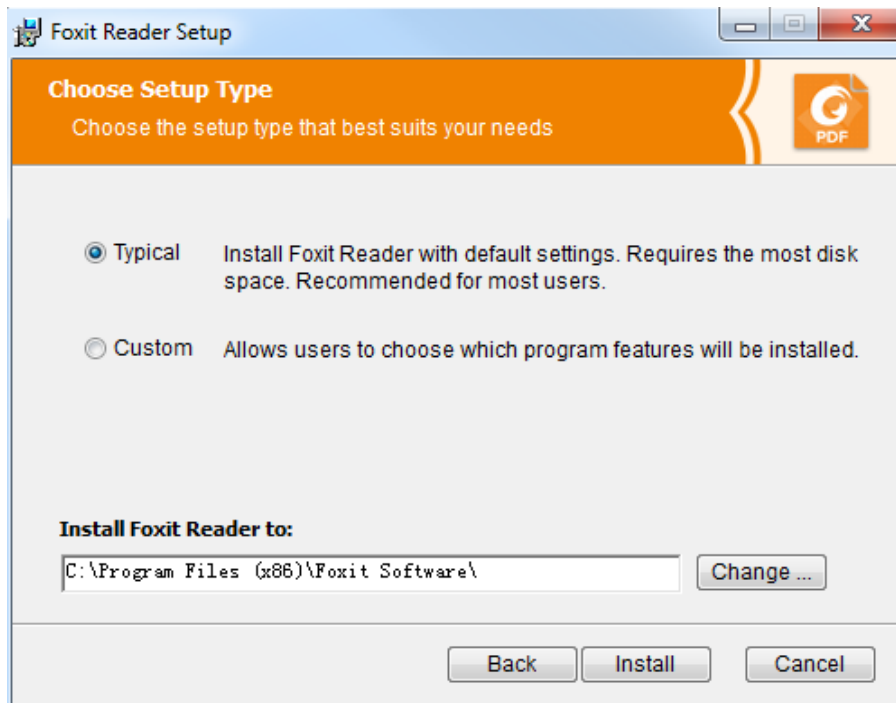 Foxit Reader Setup
Choose Setup Type
Choose the setup type that best suits your needs
PDF
Typical Install Foxit Reader with default settings. Requires the most disk
space. Recommended for most users.
Custom Allows users to choose which program features will be installed.
Install Foxit Reader to:
C:\Program Files (x86)\Foxit Software\
Change ...
Back Install Cancel